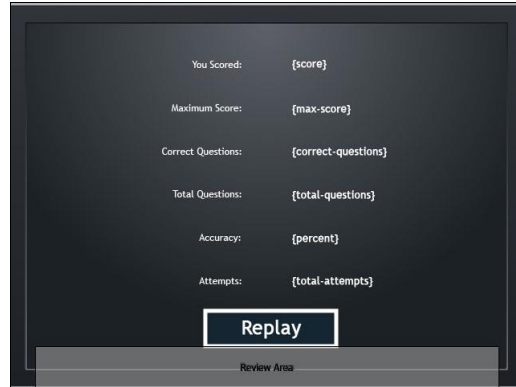 You Scored: {score}
Maximum Score: {max-score}
Correct Questions: {correct-questions}
Total Questions: {total-questions}
Accuracy: {percent}
Attempts: {total-attempts}
Replay
Review Area